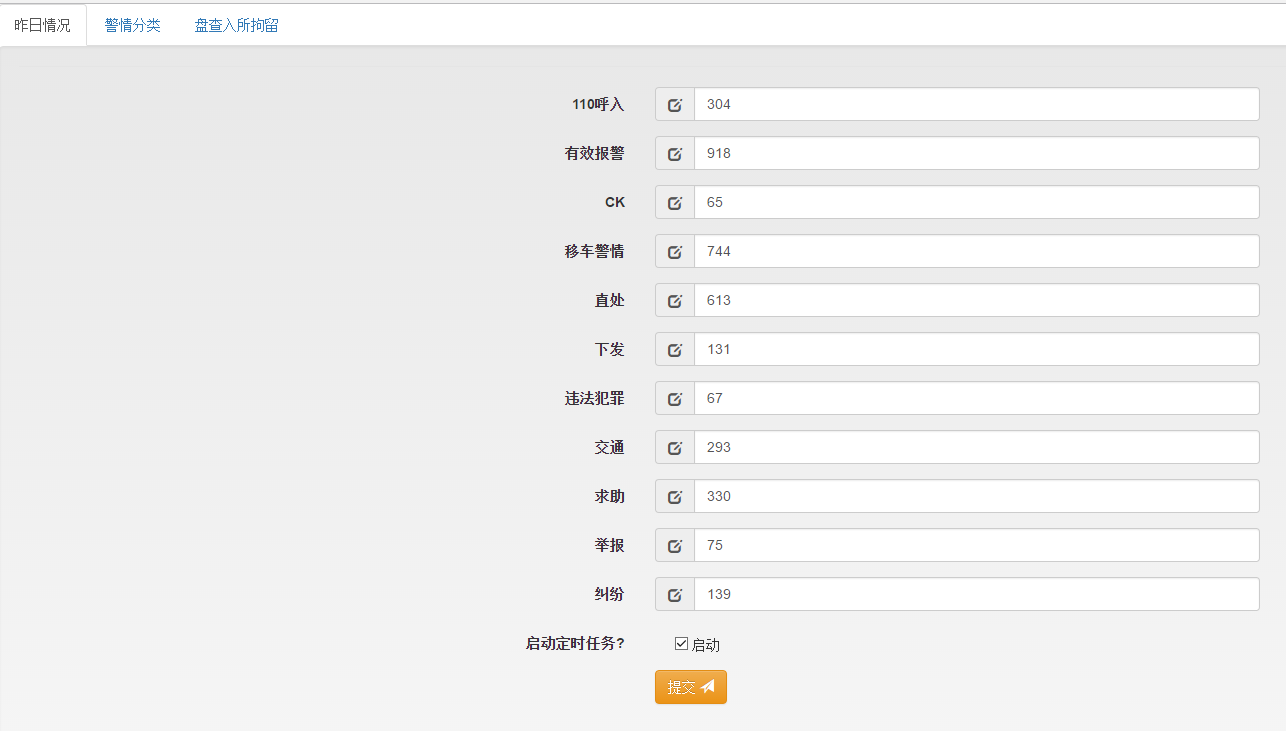 昨日情况 警情分类 盘查入所拘留
110呼入 304
有效报警 918
CK 65
移车警情 744
直处 613
下发 131
违法犯罪 67
交通 293
求助 330
举报 75
纠纷 139
启动定时任务? 启动
提交